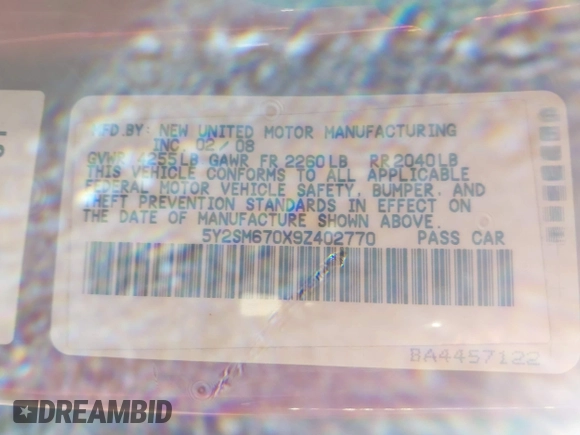 MFD.BY: NEW UNITED MOTOR MANUFACTURING
INC. 02/08
GVWR 4255LB GAWR FR 2260LB RR 2040LB
THIS VEHICLE CONFORMS TO ALL APPLICABLE
FEDERAL MOTOR VEHICLE SAFETY, BUMPER, AND
THEFT PREVENTION STANDARDS IN EFFECT ON
THE DATE OF MANUFACTURE SHOWN ABOVE.
5Y2SM670X9Z402770 PASS CAR
BA4457122
DREAMBID